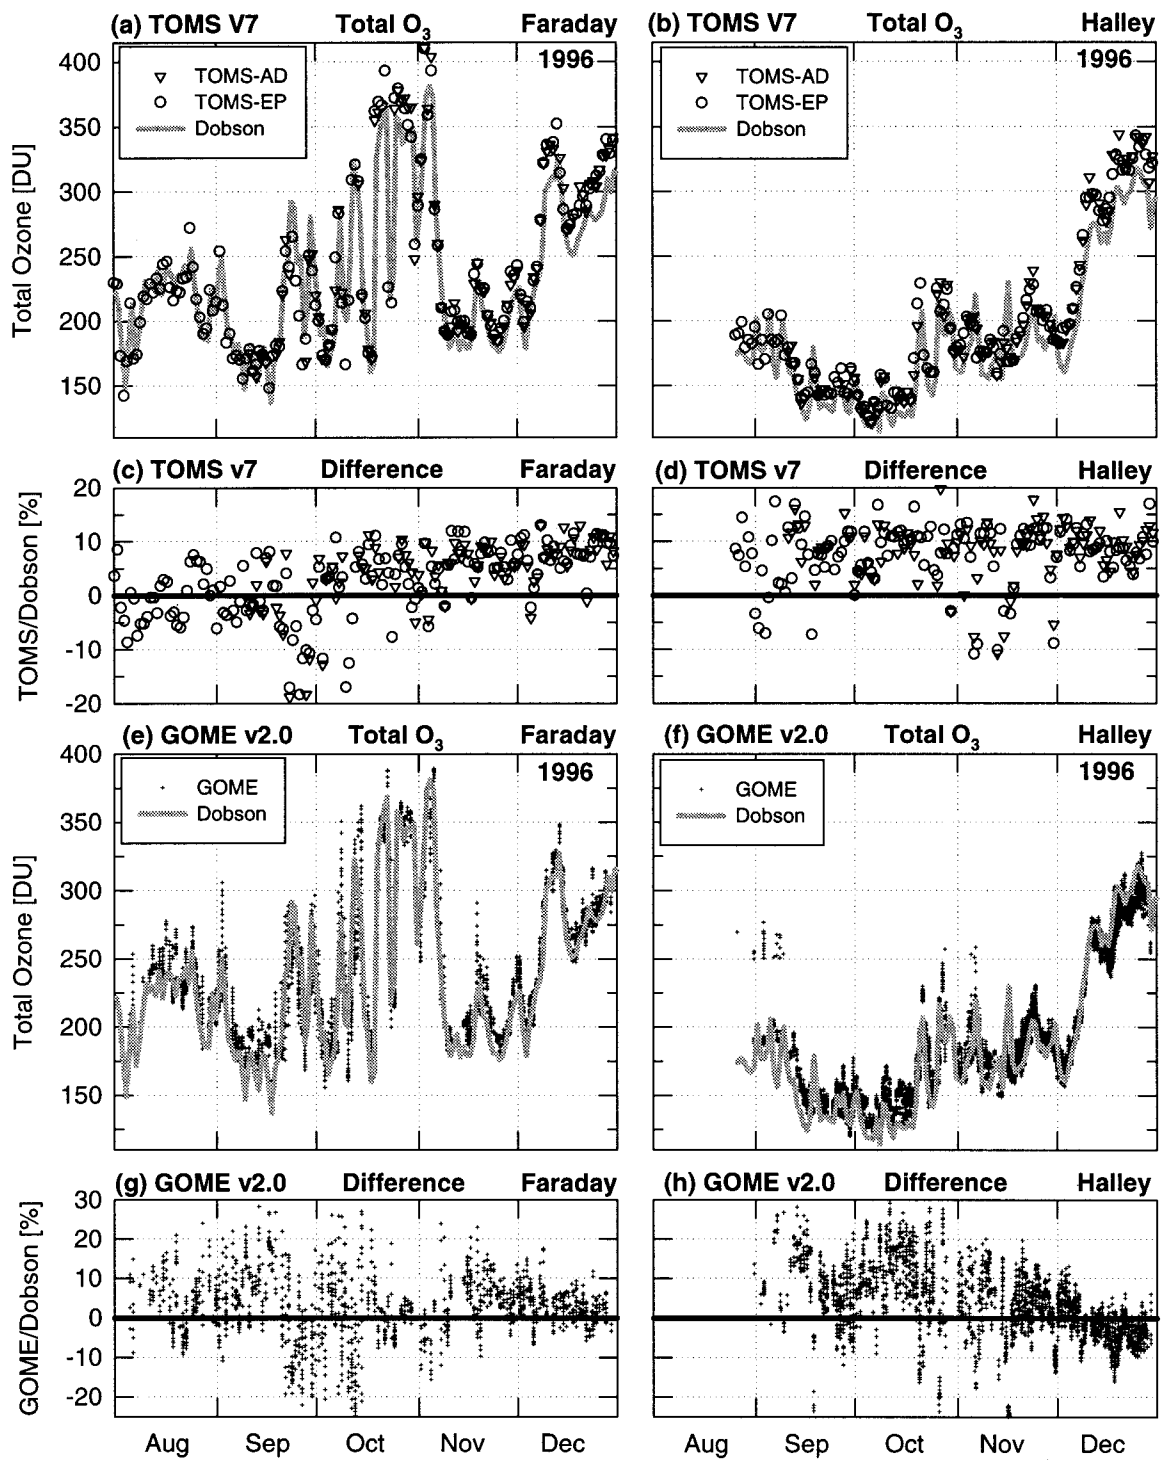 (a) TOMS V7 Total O3 Faraday
1996
TOMS-AD
TOMS-EP
Dobson
Total Ozone [DU]
400
350
300
250
200
150
(b) TOMS V7 Total O3 Halley
1996
TOMS-AD
TOMS-EP
Dobson
(c) TOMS v7 Difference Faraday
TOMS/Dobson [%]
20
10
0
-10
-20
(d) TOMS v7 Difference Halley
(e) GOME v2.0 Total O3 Faraday
1996
GOME
Dobson
Total Ozone [DU]
400
350
300
250
200
150
(f) GOME v2.0 Total O3 Halley
1996
GOME
Dobson
(g) GOME v2.0 Difference Faraday
GOME/Dobson [%]
30
20
10
0
-10
-20
Aug Sep Oct Nov Dec
(h) GOME v2.0 Difference Halley
Aug Sep Oct Nov Dec